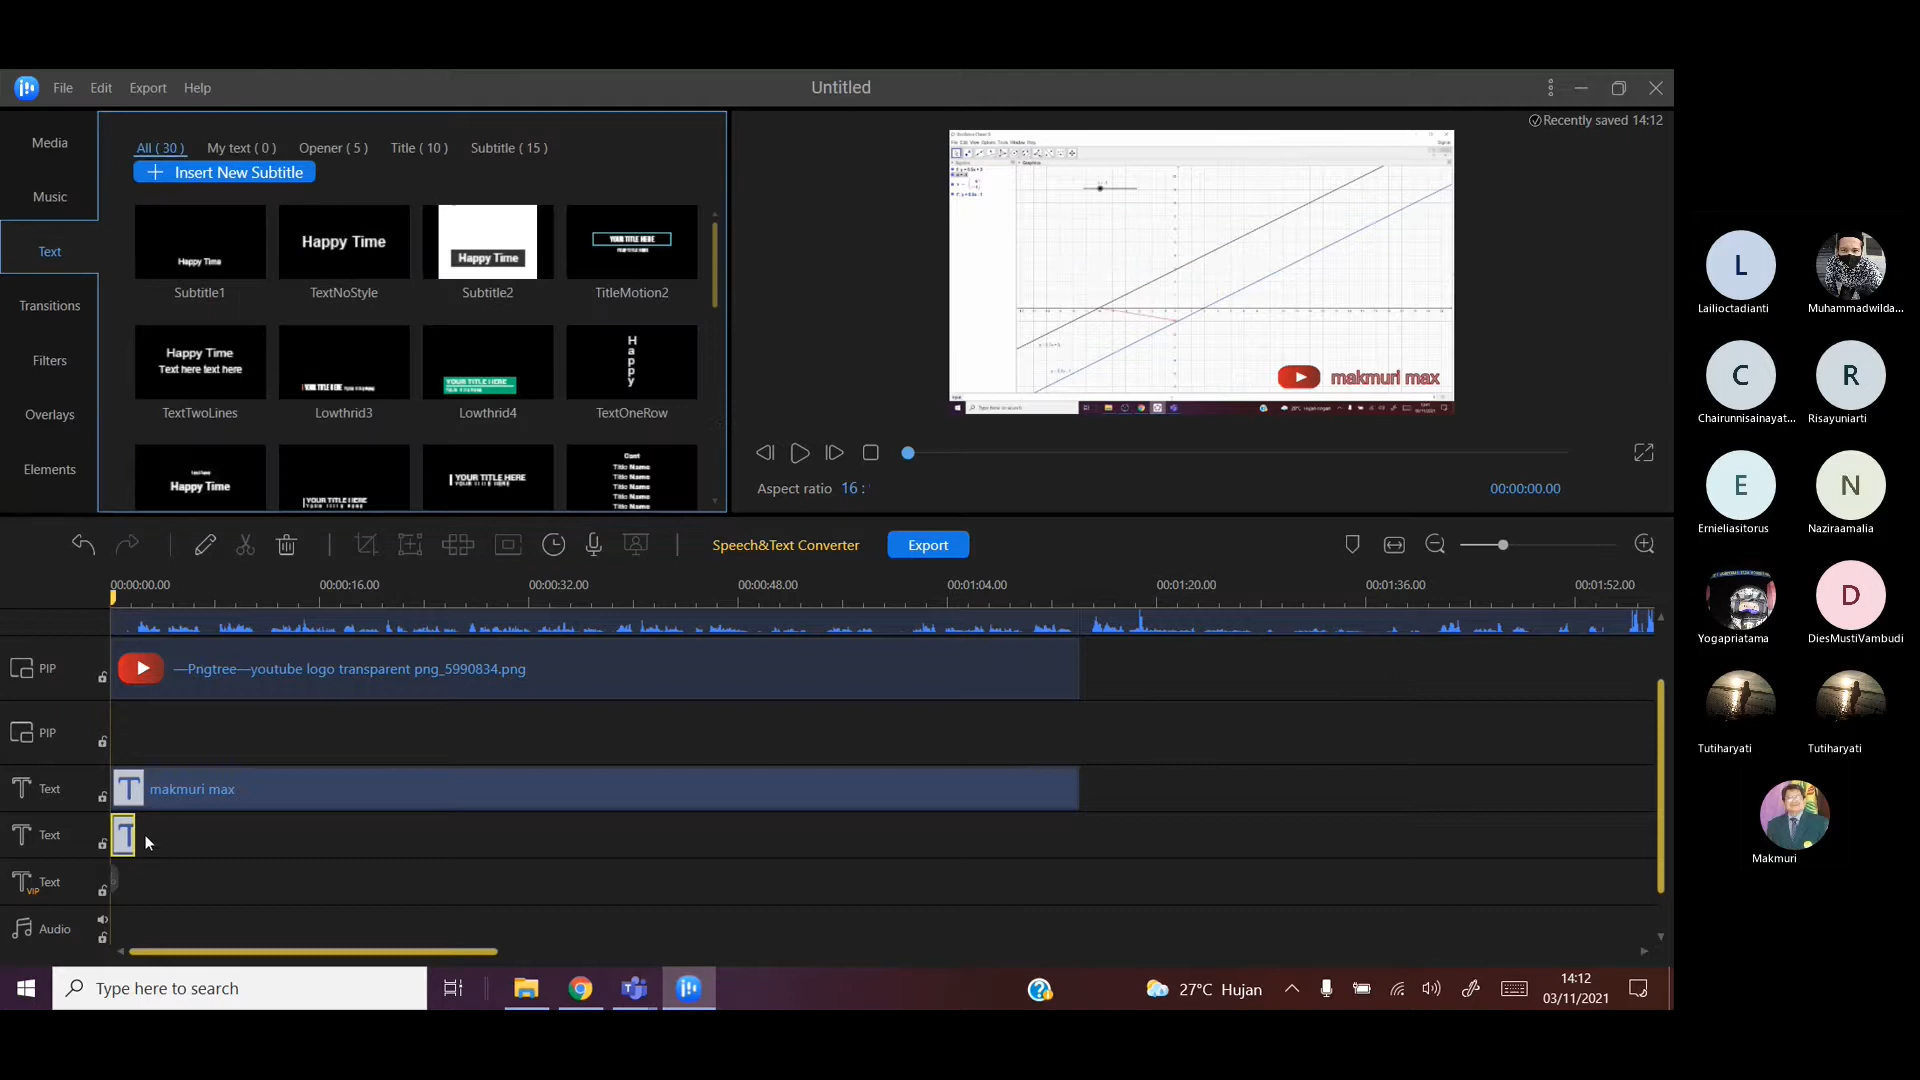 File Edit Export Help
Untitled
Recently saved 14:12
Media
Music
Text
Transitions
Filters
Overlays
Elements
All ( 30 ) My text ( 0 ) Opener ( 5 ) Title ( 10 ) Subtitle ( 15 )
Insert New Subtitle
Happy Time
Happy Time
Happy Time
YOUR TITLE HERE
Subtitle1 TextNoStyle Subtitle2 TitleMotion2
Happy Time
Text here text here
YOUR TITLE HERE
Happy
TextTwoLines Lowthrid3 Lowthrid4 TextOneRow
Happy Time
YOUR TITLE HERE
YOUR TITLE HERE
Title Name
Title Name
Title Name
Title Name
makmuri max
Type here to search
Aspect ratio 16 :
00:00:00.00
Speech&Text Converter
Export
00:00:00.00 00:00:16.00 00:00:32.00 00:00:48.00 00:01:04.00 00:01:20.00 00:01:36.00 00:01:52.00
PIP —Pngtree—youtube logo transparent png_5990834.png
PIP
Text T makmuri max
Text T
VIP Text
Audio
Type here to search
27°C Hujan
14:12
03/11/2021
L
Lailioctadianti Muhammadwilda...
C R
Chairunnisainayat... Risayuniarti
E N
Ernieliasitorus Naziraamalia
D
Yogapriatama DiesMustiVambudi
Tutiharyati Tutiharyati
Makmuri